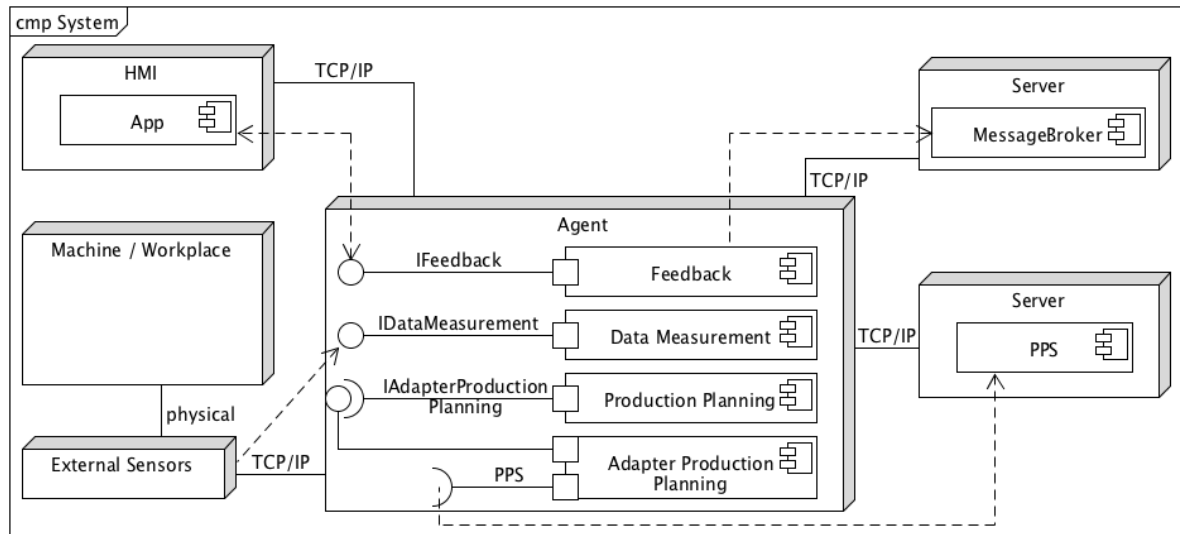 cmp System
HMI
App
TCP/IP
Server
MessageBroker
TCP/IP
Machine / Workplace
Agent
IFeedback
Feedback
IDataMeasurement
Data Measurement
TCP/IP
Server
PPS
IAdapterProduction
Planning
Production Planning
physical
External Sensors
TCP/IP
PPS
Adapter Production
Planning